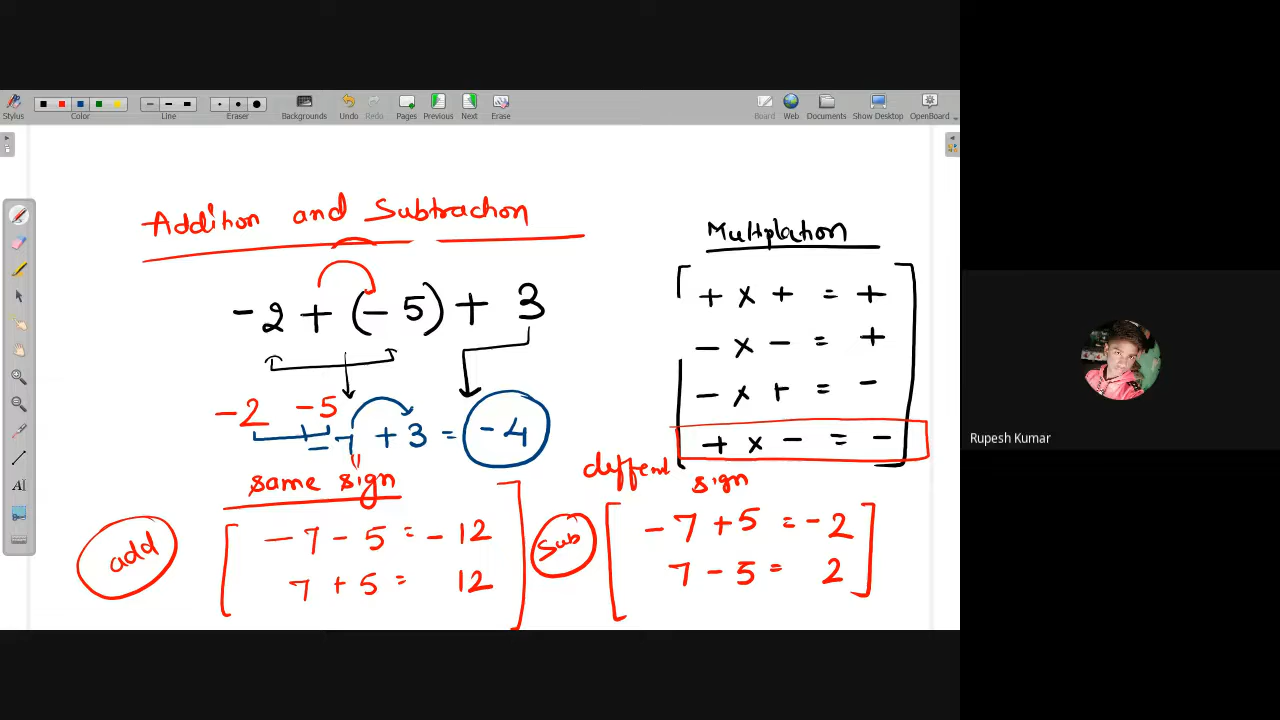 Stylus Color Line Eraser Backgrounds Undo Redo Pages Previous Next Erase Board Web Documents Show Desktop OpenBoard
Addition and Subtraction
-2 + (-5) + 3
-2 -5
= -7 + 3 = -4
same sign
add
-7 - 5 = -12
7 + 5 = 12
Multplation
+ x + = +
- x - = +
- x + = -
+ x - = -
deffent sign
Sub
-7 + 5 = -2
7 - 5 = 2
Rupesh Kumar